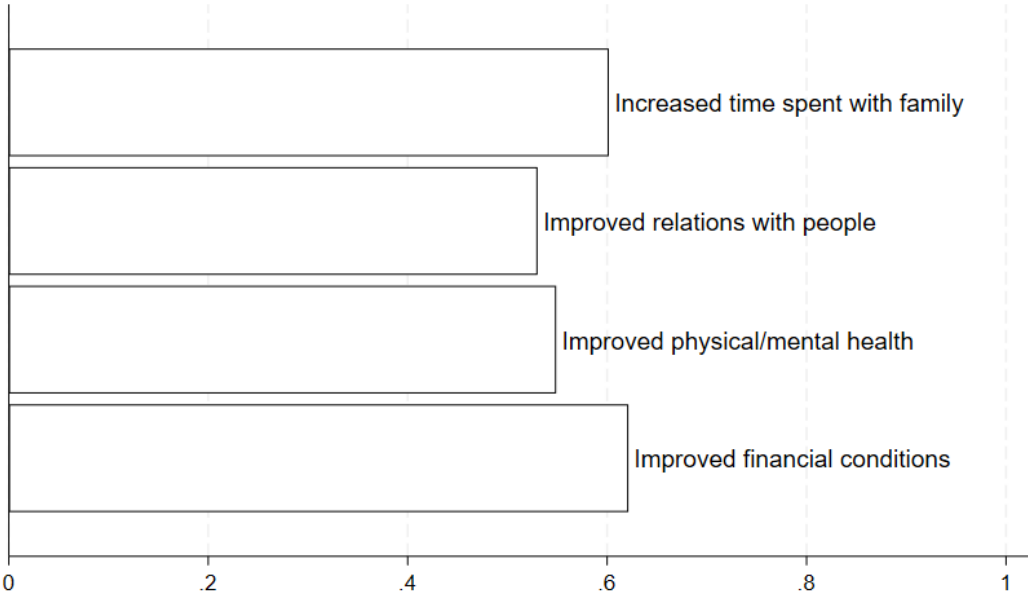 Increased time spent with family
Improved relations with people
Improved physical/mental health
Improved financial conditions
0 .2 .4 .6 .8 1